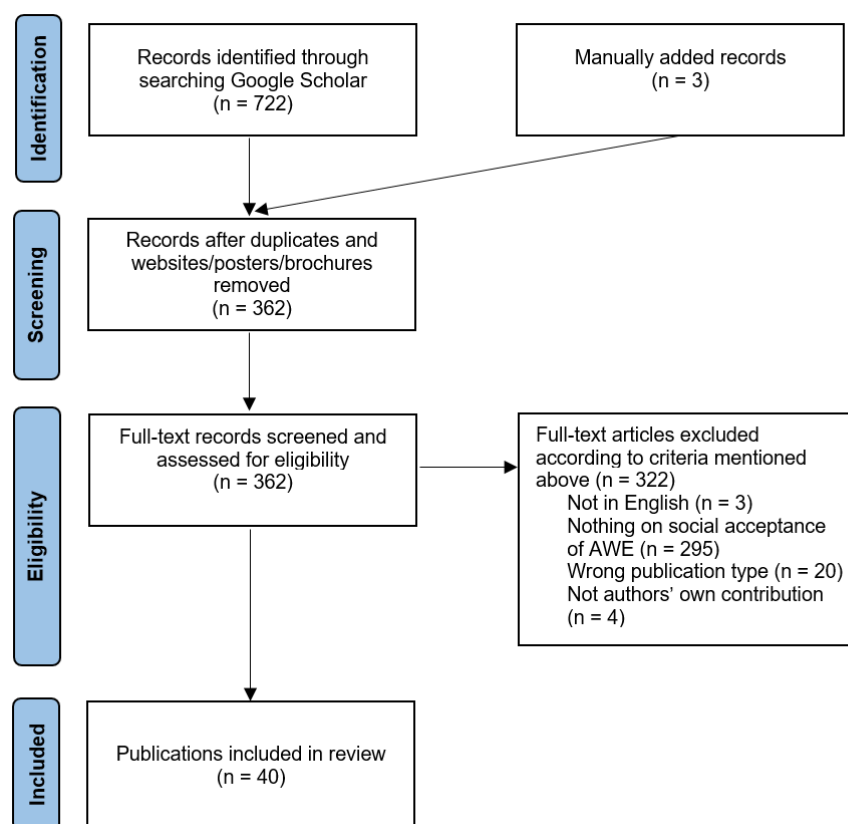 Identification
Records identified through
searching Google Scholar
(n = 722)
Manually added records
(n = 3)
Screening
Records after duplicates and
websites/posters/brochures
removed
(n = 362)
Eligibility
Full-text records screened and
assessed for eligibility
(n = 362)
Full-text articles excluded
according to criteria mentioned
above (n = 322)
Not in English (n = 3)
Nothing on social acceptance
of AWE (n = 295)
Wrong publication type (n = 20)
Not authors' own contribution
(n = 4)
Included
Publications included in review
(n = 40)